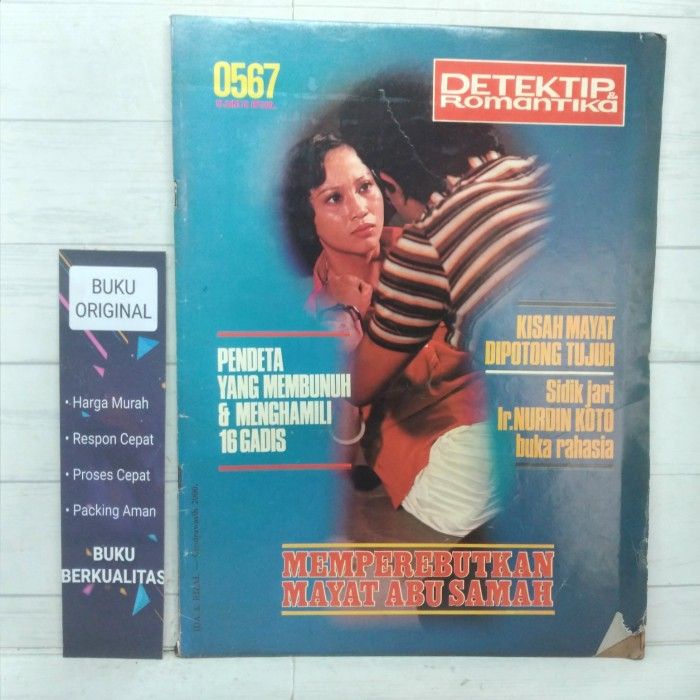 0567
DETEKTIP
& Romantika
PENDETA
YANG MEMBUNUH
& MENGHAMILI
16 GADIS
KISAH MAYAT
DIPOTONG TUJUH
Sidik jari
Ir.NURDIN KOTO
buka rahasia
MEMPEREBUTKAN
MAYAT ABU SAMAH
BUKU
ORIGINAL
• Harga Murah
• Respon Cepat
• Proses Cepat
• Packing Aman
BUKU
BERKUALITAS